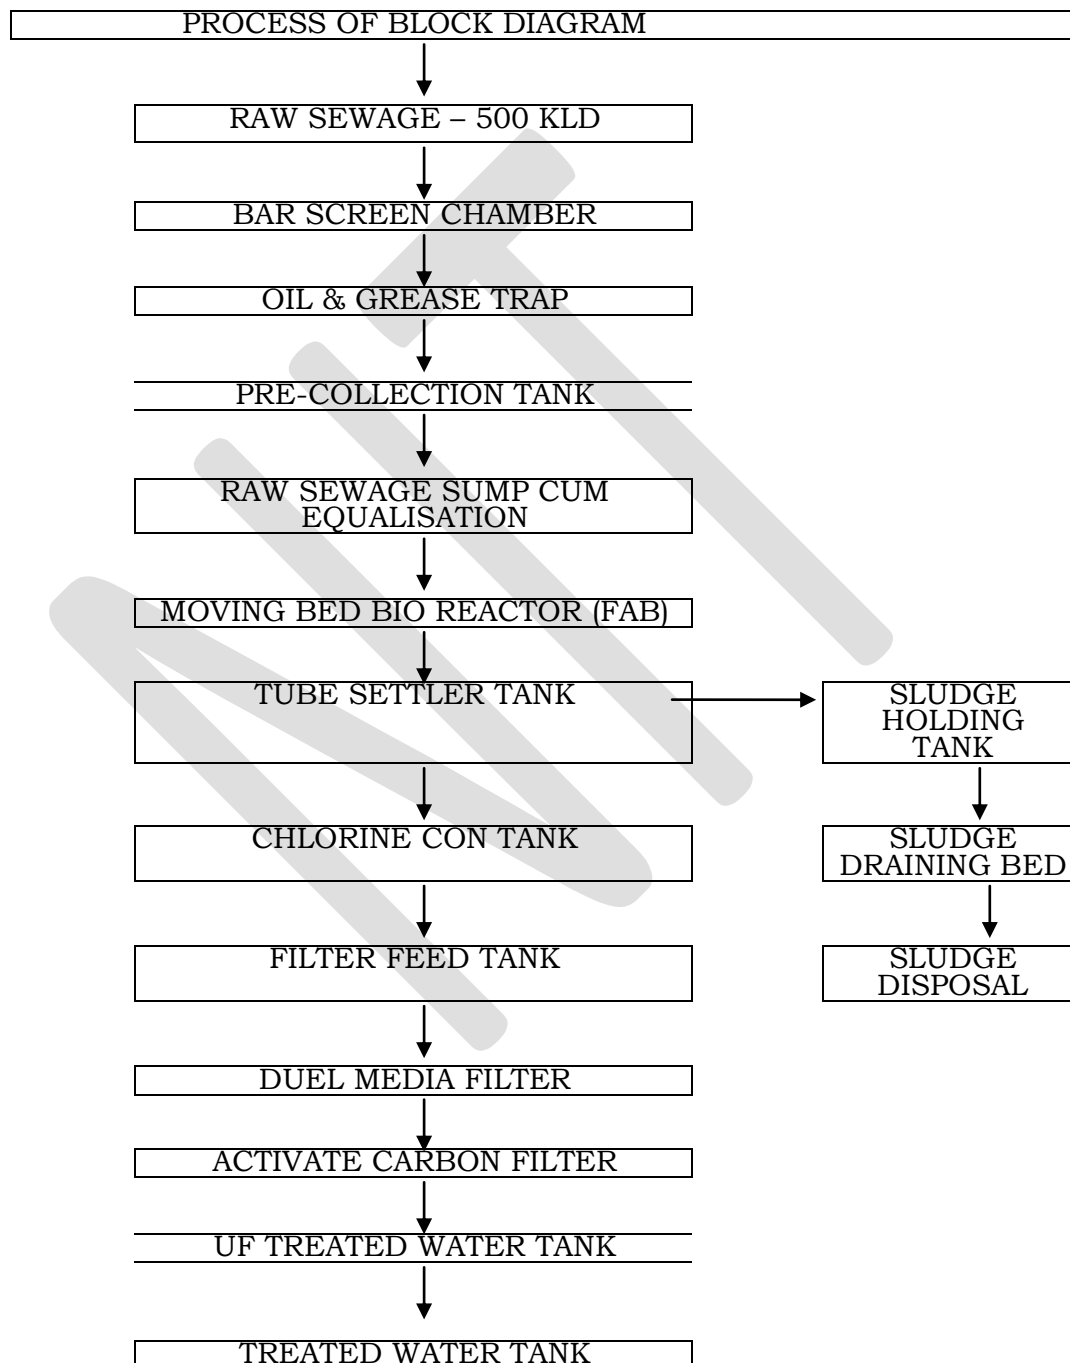 PROCESS OF BLOCK DIAGRAM
RAW SEWAGE – 500 KLD
BAR SCREEN CHAMBER
OIL & GREASE TRAP
PRE-COLLECTION TANK
RAW SEWAGE SUMP CUM
EQUALISATION
MOVING BED BIO REACTOR (FAB)
TUBE SETTLER TANK
SLUDGE
HOLDING
TANK
CHLORINE CON TANK
SLUDGE
DRAINING BED
FILTER FEED TANK
SLUDGE
DISPOSAL
DUEL MEDIA FILTER
ACTIVATE CARBON FILTER
UF TREATED WATER TANK
TREATED WATER TANK
NIT